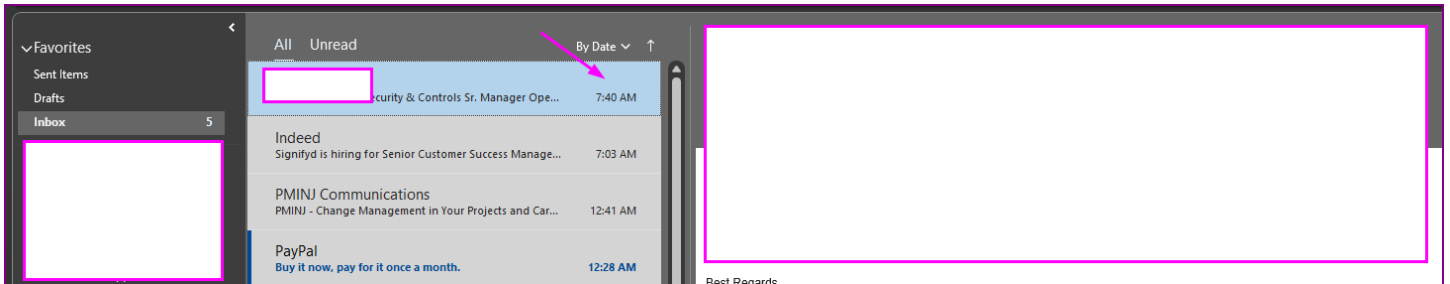 Favorites
Sent Items
Drafts
Inbox 5
All Unread By Date
curity & Controls Sr. Manager Ope... 7:40 AM
Indeed
Signifyd is hiring for Senior Customer Success Manage... 7:03 AM
PMINJ Communications
PMINJ - Change Management in Your Projects and Car... 12:41 AM
PayPal
Buy it now, pay for it once a month. 12:28 AM
Best Regards